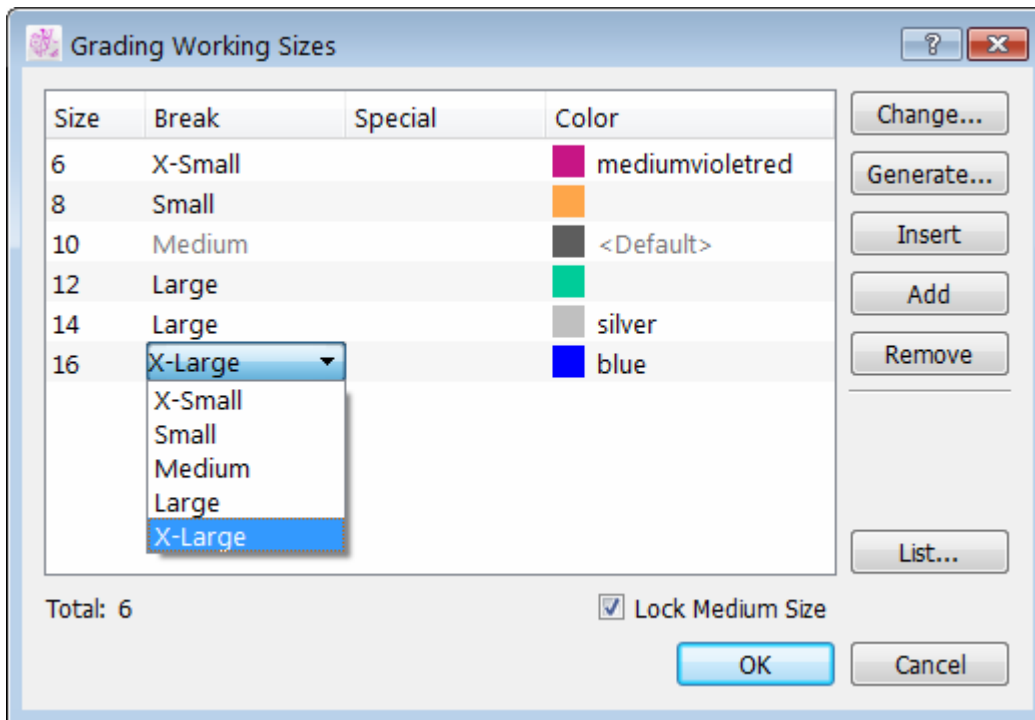 Grading Working Sizes
Size Break Special Color
6 X-Small mediumvioletred
8 Small
10 Medium <Default>
12 Large
14 Large silver
16 X-Large blue
X-Small
Small
Medium
Large
X-Large
Total: 6
Lock Medium Size
Change...
Generate...
Insert
Add
Remove
List...
OK
Cancel